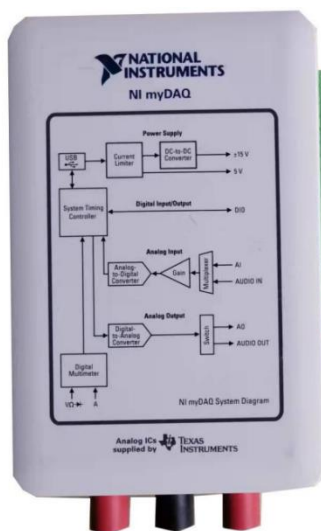 NATIONAL
INSTRUMENTS
NI myDAQ
Power Supply
USB
Current
Limiter
DC-to-DC
Converter
±15 V
5 V
System Timing
Controller
Digital Input/Output
DIO
Analog Input
Analog-
to-Digital
Converter
Gain
Multiplexer
AI
AUDIO IN
Analog Output
Digital-
to-Analog
Converter
Switch
AO
AUDIO OUT
Digital
Multimeter
VΩ
A
NI myDAQ System Diagram
Analog ICs
supplied by
TEXAS
INSTRUMENTS